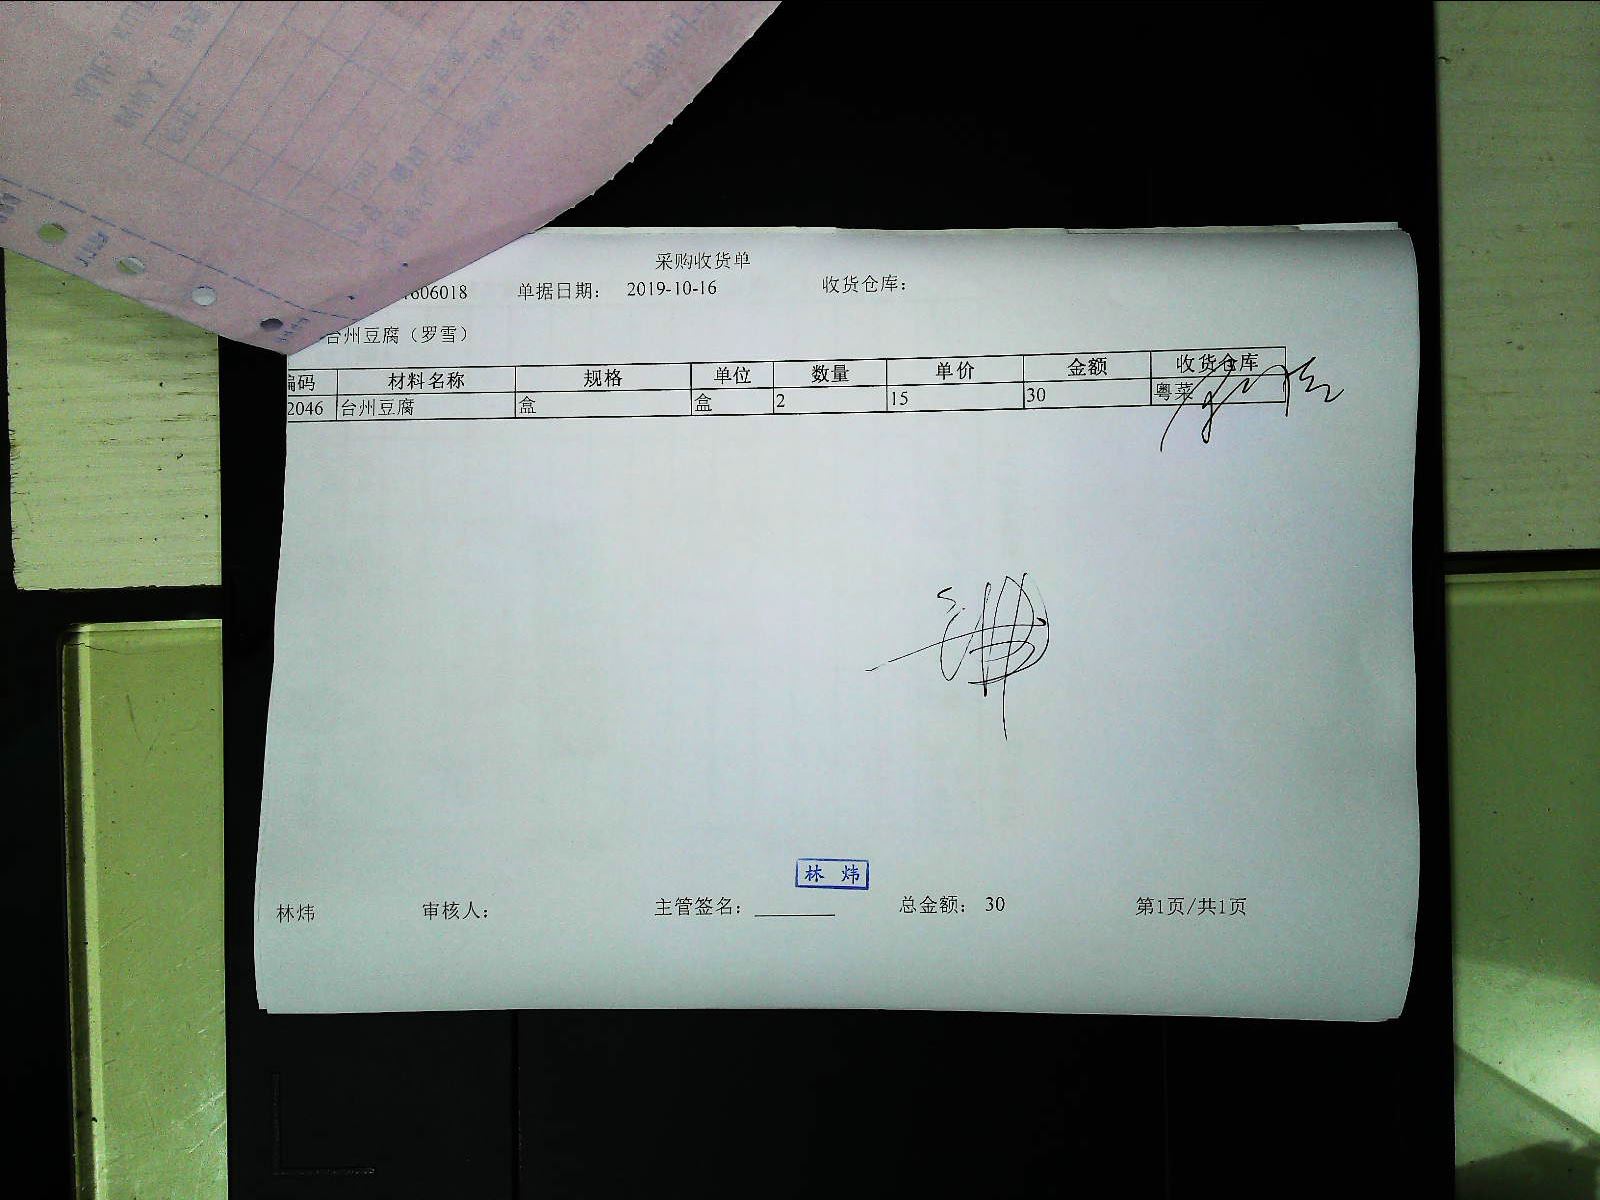 采购收货单
606018 单据日期： 2019-10-16 收货仓库：
台州豆腐（罗雪）
编码 材料名称 规格 单位 数量 单价 金额 收货仓库
2046 台州豆腐 盒 盒 2 15 30 粤菜
林 炜
林炜 审核人： 主管签名： 总金额： 30 第1页/共1页